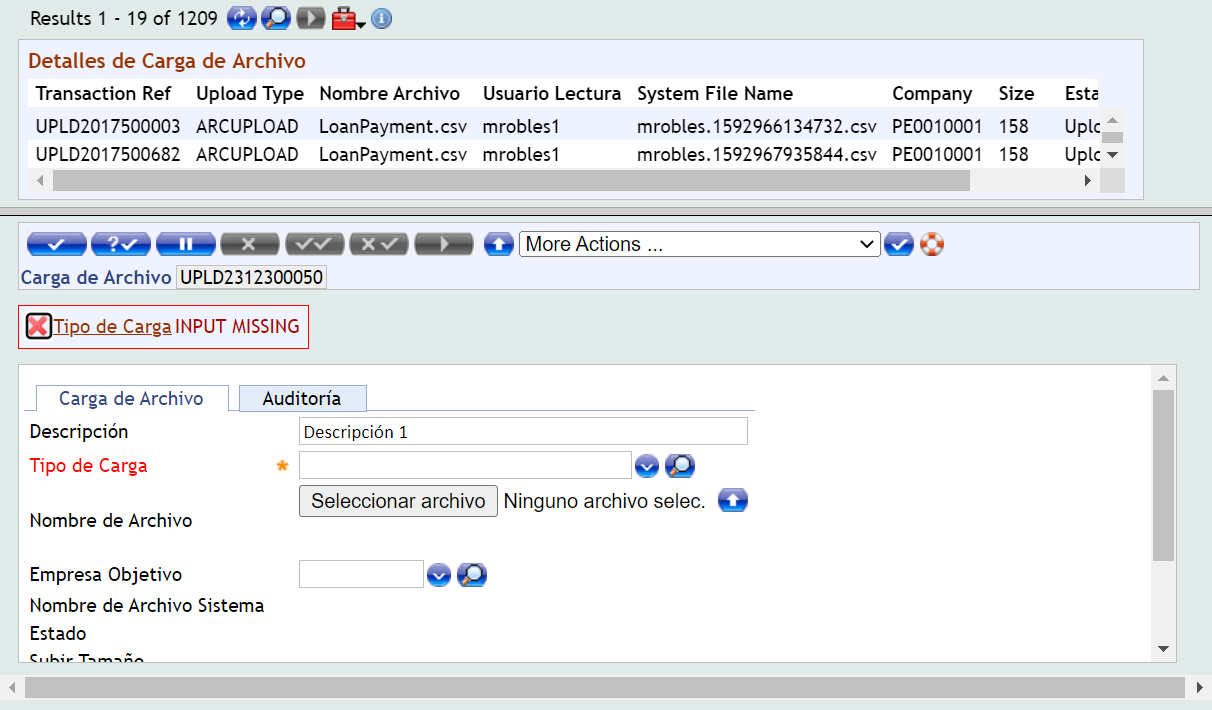 Results 1 - 19 of 1209
Detalles de Carga de Archivo
Transaction Ref Upload Type Nombre Archivo Usuario Lectura System File Name Company Size Esta
UPLD2017500003 ARCUPLOAD LoanPayment.csv mrobles1 mrobles.1592966134732.csv PE0010001 158 Uplc
UPLD2017500682 ARCUPLOAD LoanPayment.csv mrobles1 mrobles.1592967935844.csv PE0010001 158 Uplc
More Actions ...
Carga de Archivo UPLD2312300050
Tipo de Carga INPUT MISSING
Carga de Archivo Auditoría
Descripción Descripción 1
Tipo de Carga *
Seleccionar archivo Ninguno archivo selec.
Nombre de Archivo
Empresa Objetivo
Nombre de Archivo Sistema
Estado
Subir Tamaño